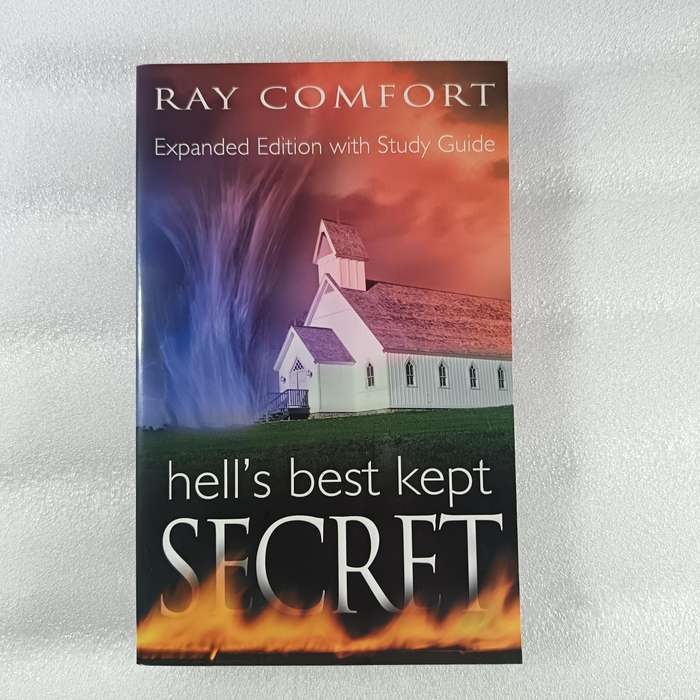 RAY COMFORT
Expanded Edition with Study Guide
hell's best kept
SECRET